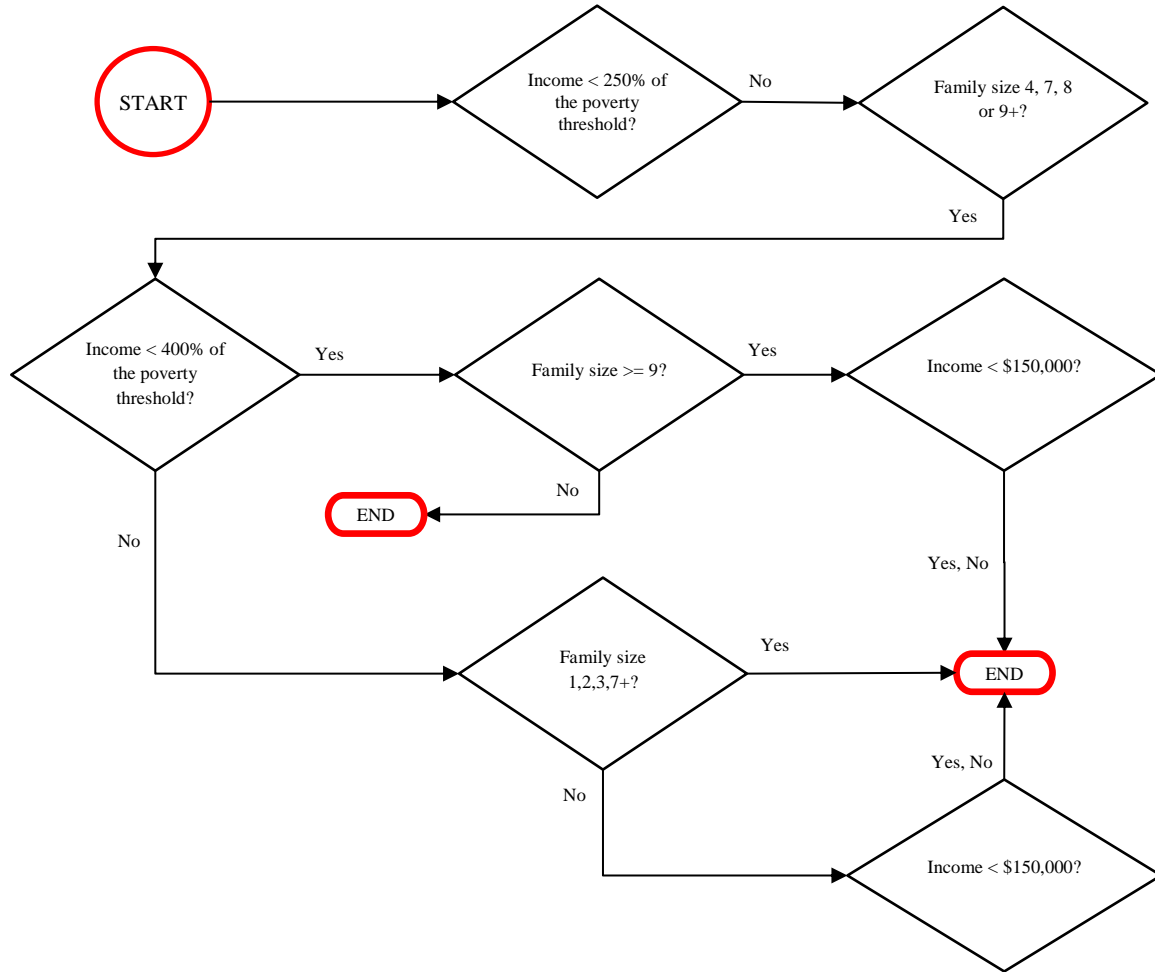 START
Income < 250% of
the poverty
threshold?
No
Family size 4, 7, 8
or 9+?
Yes
Income < 400% of
the poverty
threshold?
Yes
Family size >= 9?
Yes
Income < $150,000?
No
END
No
Yes, No
Family size
1,2,3,7+?
Yes
END
No
Yes, No
Income < $150,000?